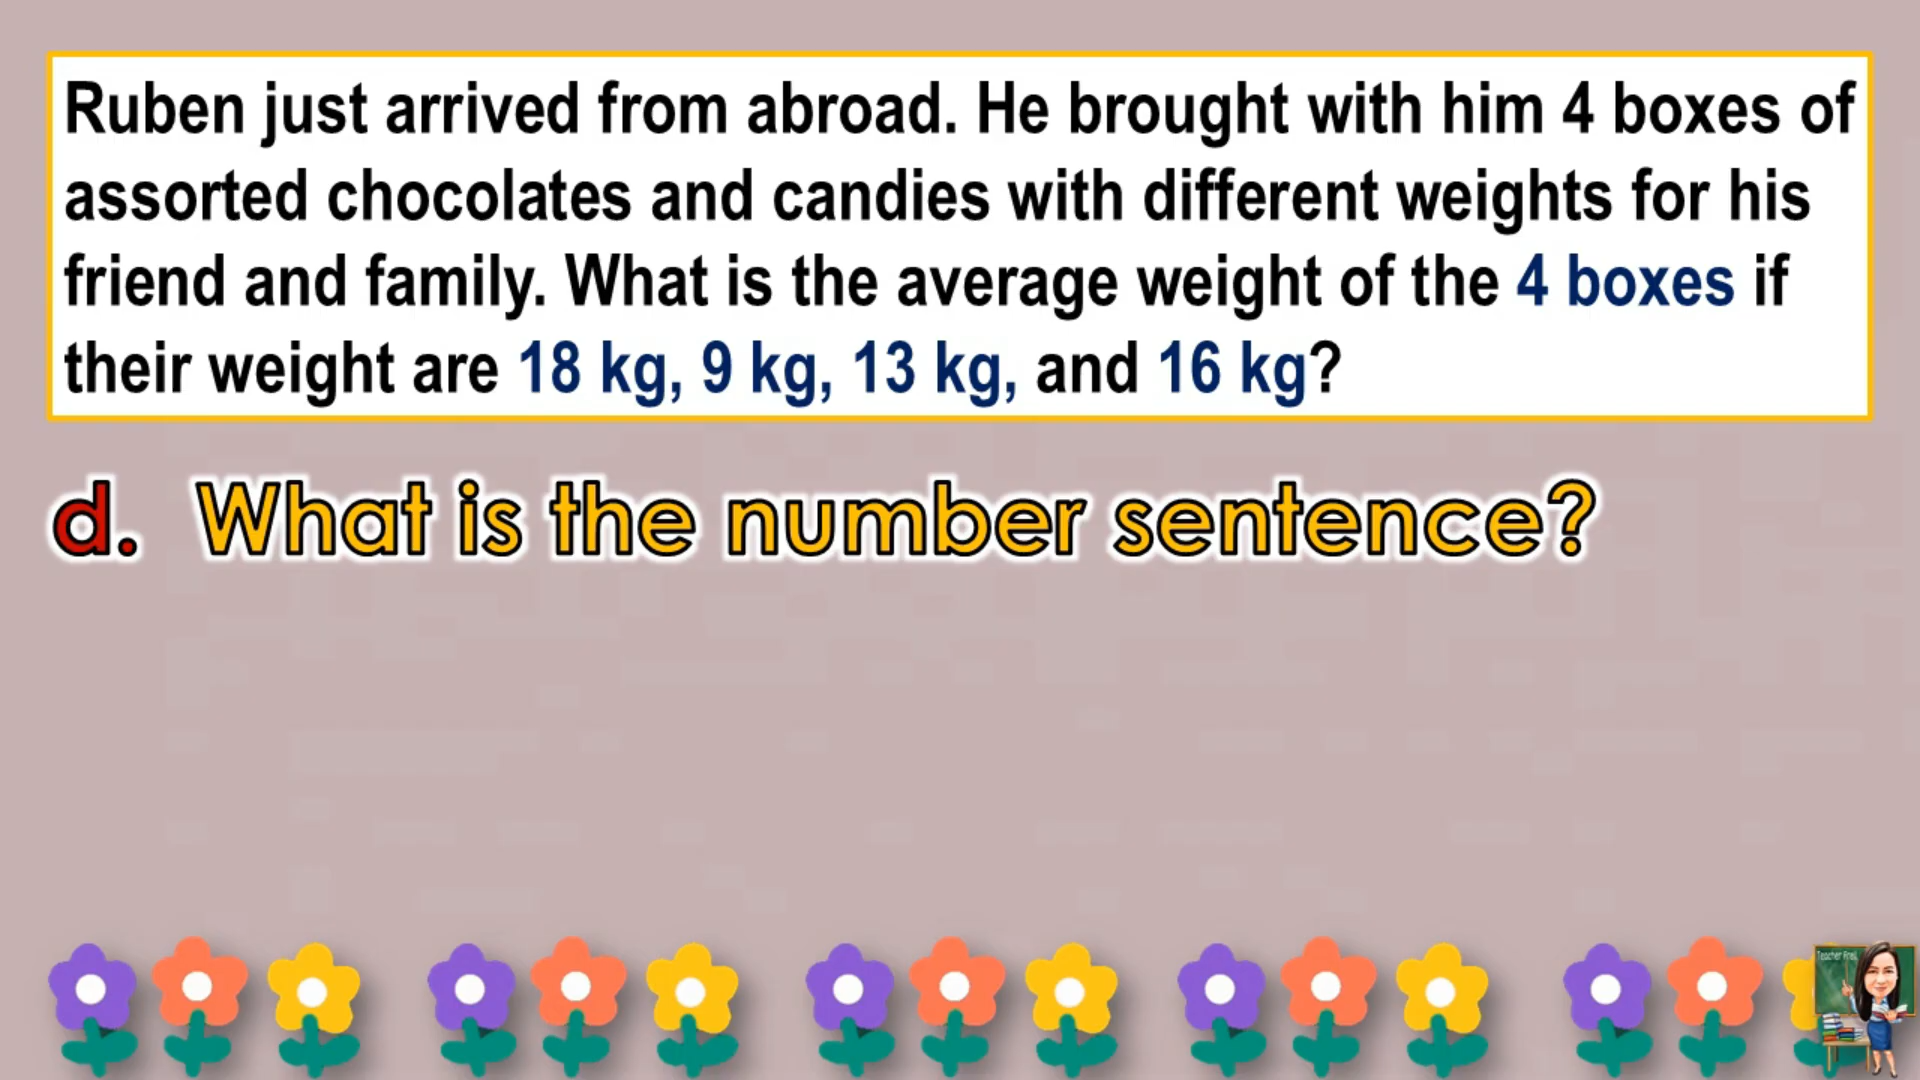 Ruben just arrived from abroad. He brought with him 4 boxes of
assorted chocolates and candies with different weights for his
friend and family. What is the average weight of the 4 boxes if
their weight are 18 kg, 9 kg, 13 kg, and 16 kg?
d. What is the number sentence?
Teacher